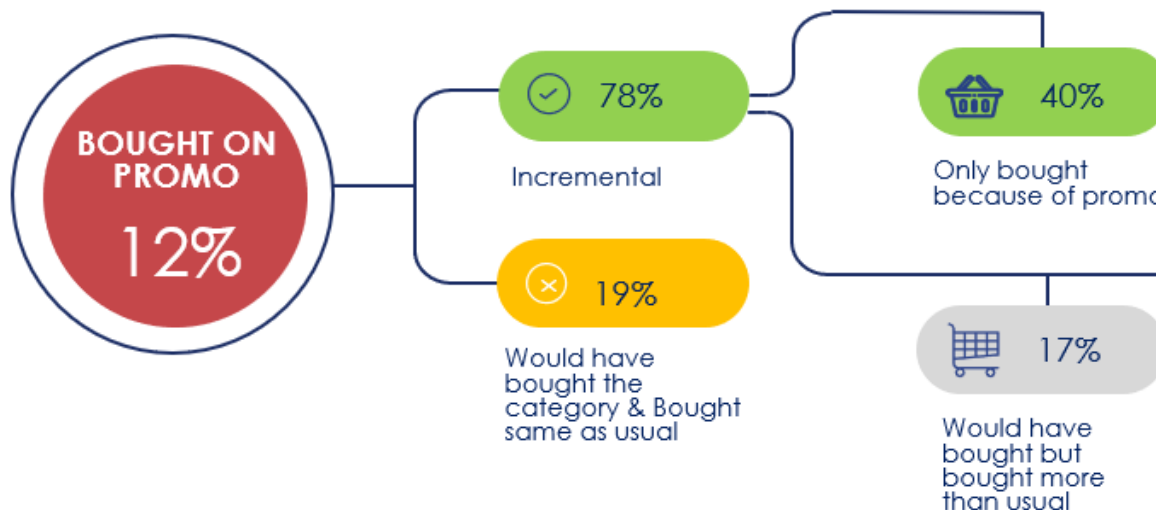 BOUGHT ON
PROMO
12%
78%
Incremental
19%
Would have
bought the
category & Bought
same as usual
40%
Only bought
because of promo
17%
Would have
bought but
bought more
than usual